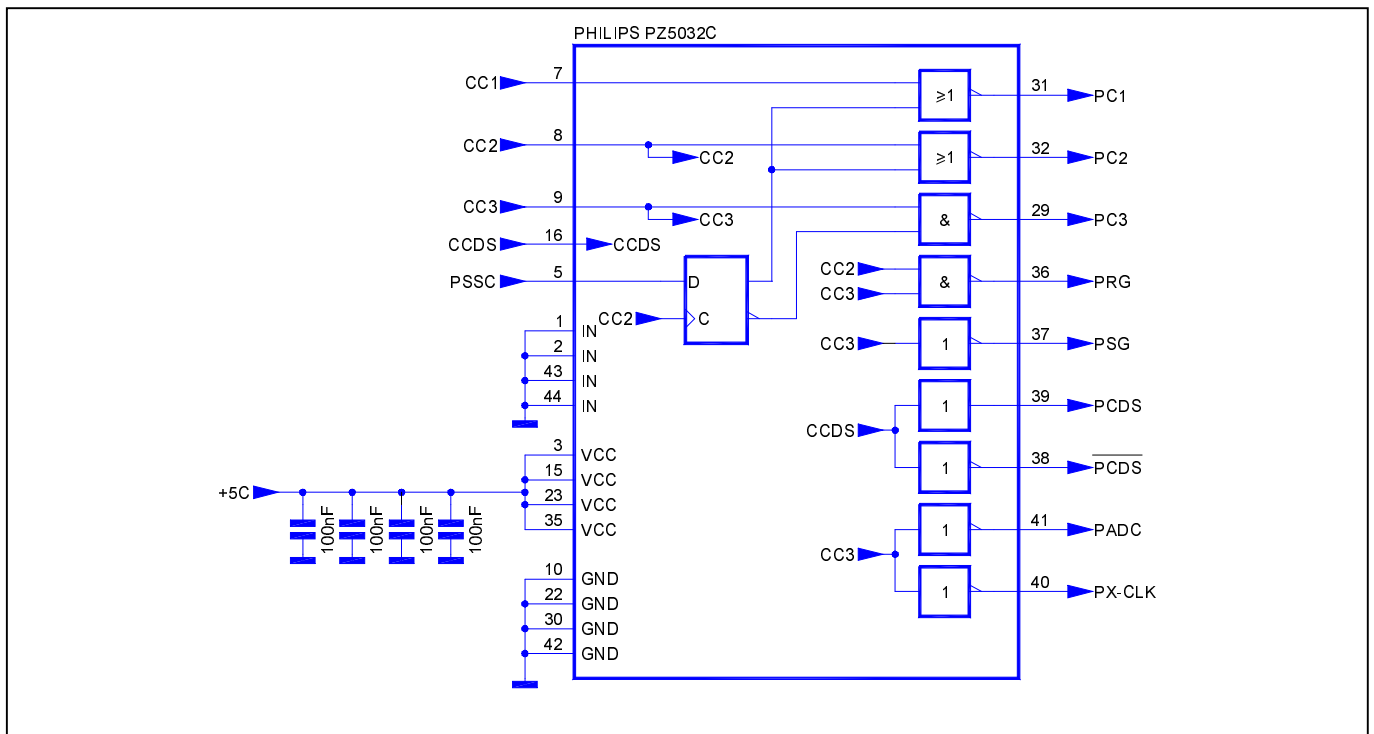 PHILIPS PZ5032C
CC1 7 ≥1 31 PC1
CC2 8 CC2 ≥1 32 PC2
CC3 9 CC3 & 29 PC3
CCDS 16 CCDS
PSSC 5 D CC2 CC3 & 36 PRG
CC2 C
1 IN
2 IN
43 IN
44 IN
CC3 1 37 PSG
1 39 PCDS
CCDS
1 38 PCDS
3 VCC
15 VCC
23 VCC
35 VCC
+5C
100nF 100nF 100nF 100nF
1 41 PADC
CC3
1 40 PX-CLK
10 GND
22 GND
30 GND
42 GND